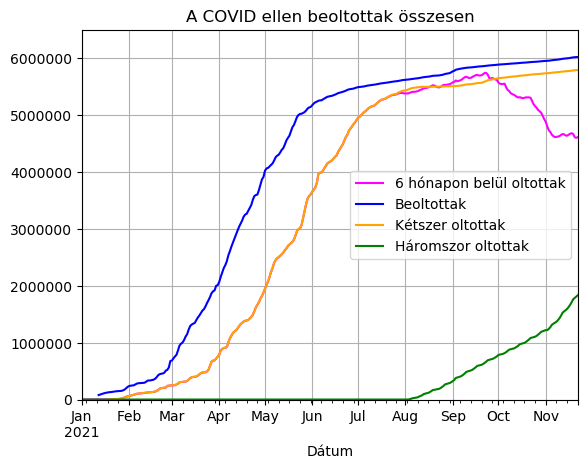 A COVID ellen beoltottak összesen
6000000
5000000
4000000
3000000
2000000
1000000
0
6 hónapon belül oltottak
Beoltottak
Kétszer oltottak
Háromszor oltottak
Jan Feb Mar Apr May Jun Jul Aug Sep Oct Nov
2021
Dátum